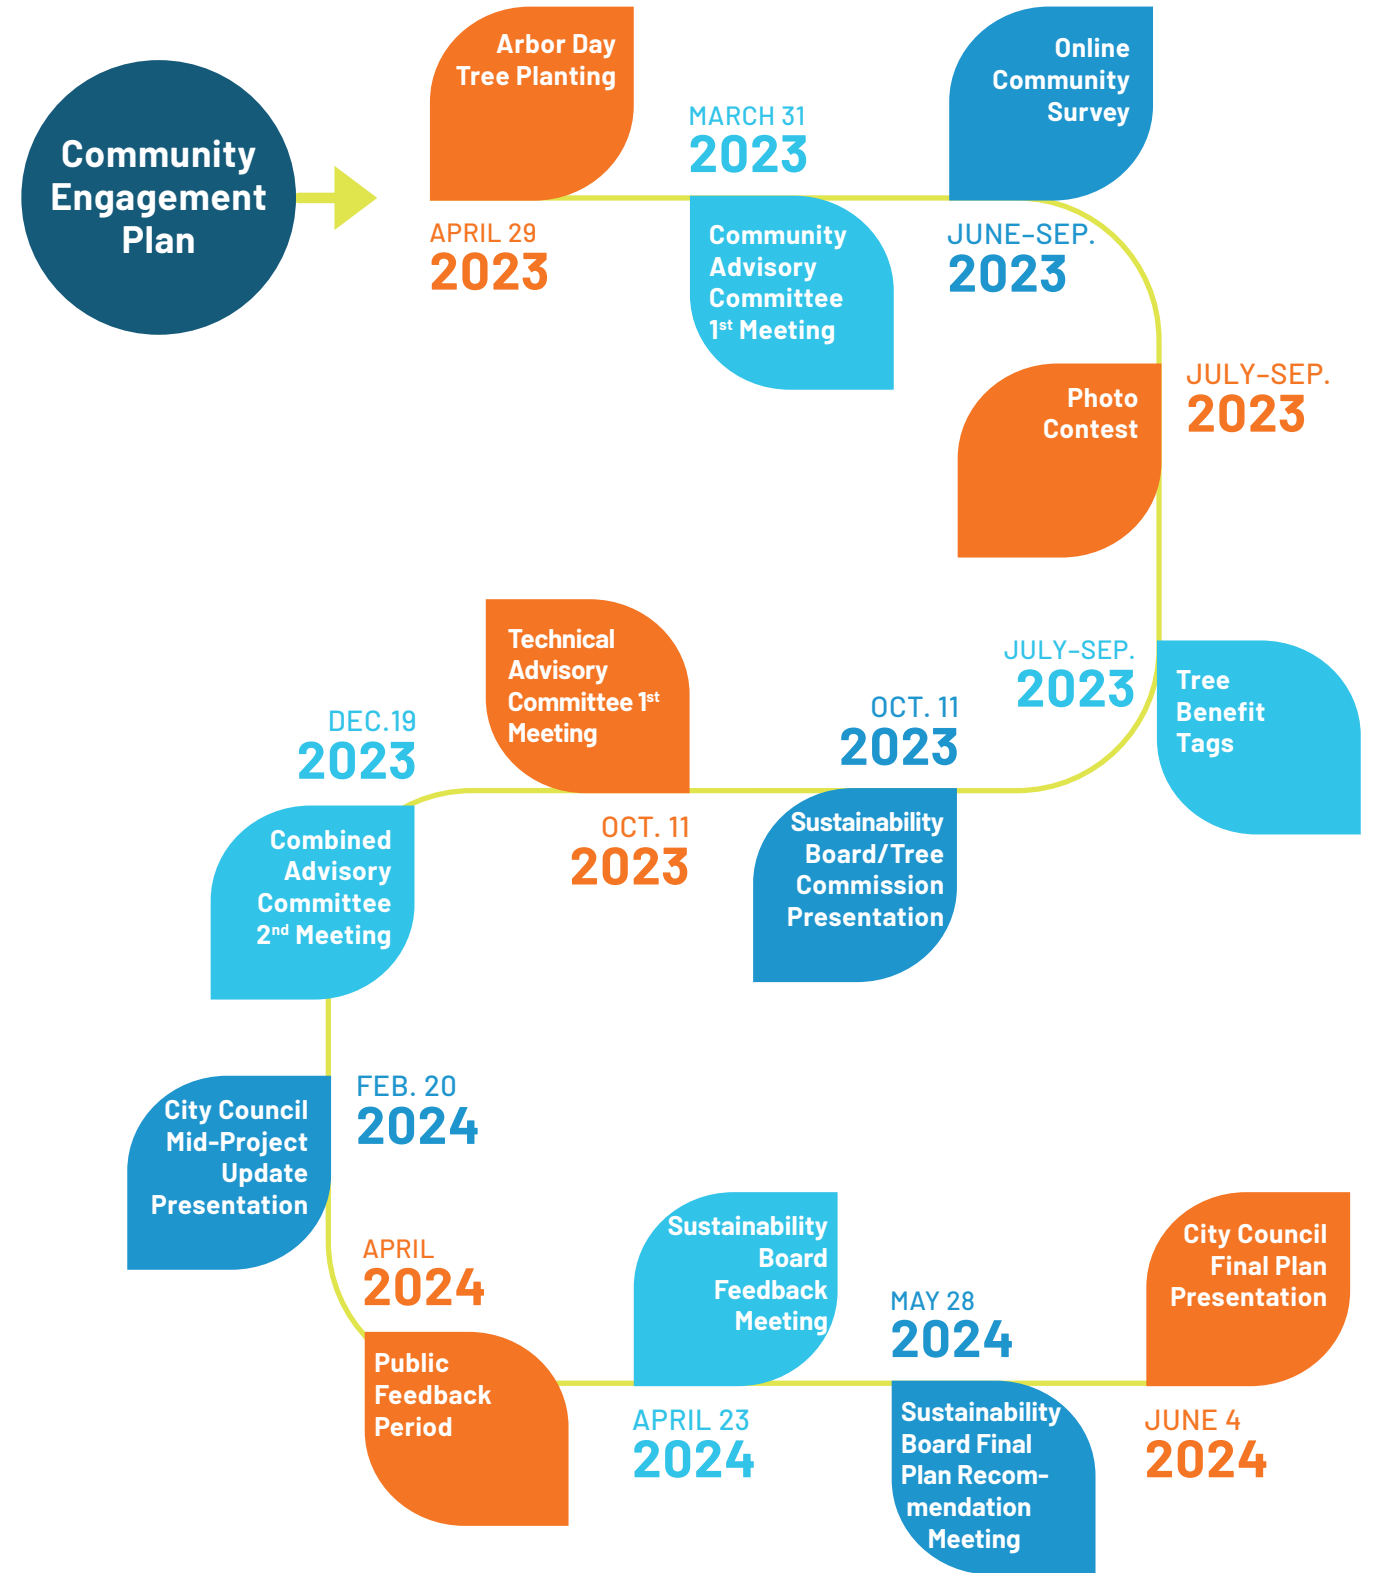 Community
Engagement
Plan
Arbor Day
Tree Planting
APRIL 29
2023
MARCH 31
2023
Community
Advisory
Committee
1st Meeting
Online
Community
Survey
JUNE–SEP.
2023
Photo
Contest
JULY–SEP.
2023
JULY–SEP.
2023
Tree
Benefit
Tags
OCT. 11
2023
Sustainability
Board/Tree
Commission
Presentation
Technical
Advisory
Committee 1st
Meeting
OCT. 11
2023
DEC.19
2023
Combined
Advisory
Committee
2nd Meeting
City Council
Mid-Project
Update
Presentation
FEB. 20
2024
APRIL
2024
Public
Feedback
Period
Sustainability
Board
Feedback
Meeting
APRIL 23
2024
MAY 28
2024
Sustainability
Board Final
Plan Recom-
mendation
Meeting
City Council
Final Plan
Presentation
JUNE 4
2024